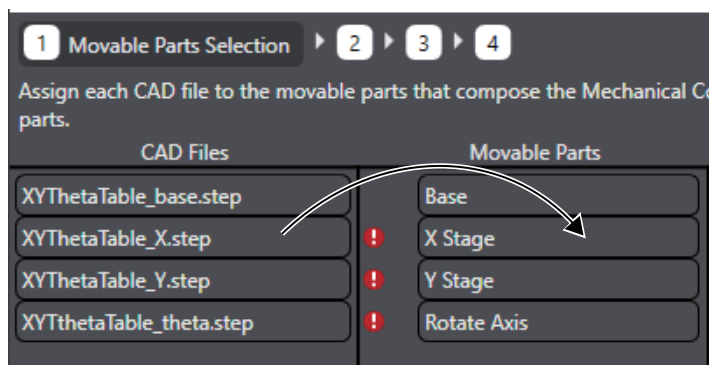 1 Movable Parts Selection 2 3 4
Assign each CAD file to the movable parts that compose the Mechanical
parts.
CAD Files Movable Parts
XYThetaTable_base.step Base
XYThetaTable_X.step ! X Stage
XYThetaTable_Y.step ! Y Stage
XYTthetaTable_theta.step ! Rotate Axis